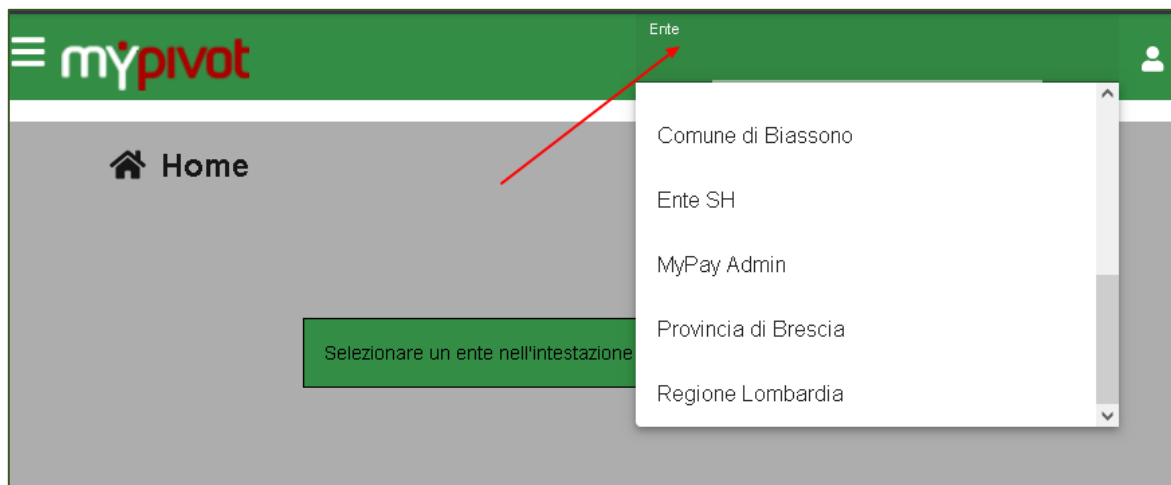 Ente
mypivot
Home
Comune di Biassono
Ente SH
MyPay Admin
Provincia di Brescia
Regione Lombardia
Selezionare un ente nell'intestazione